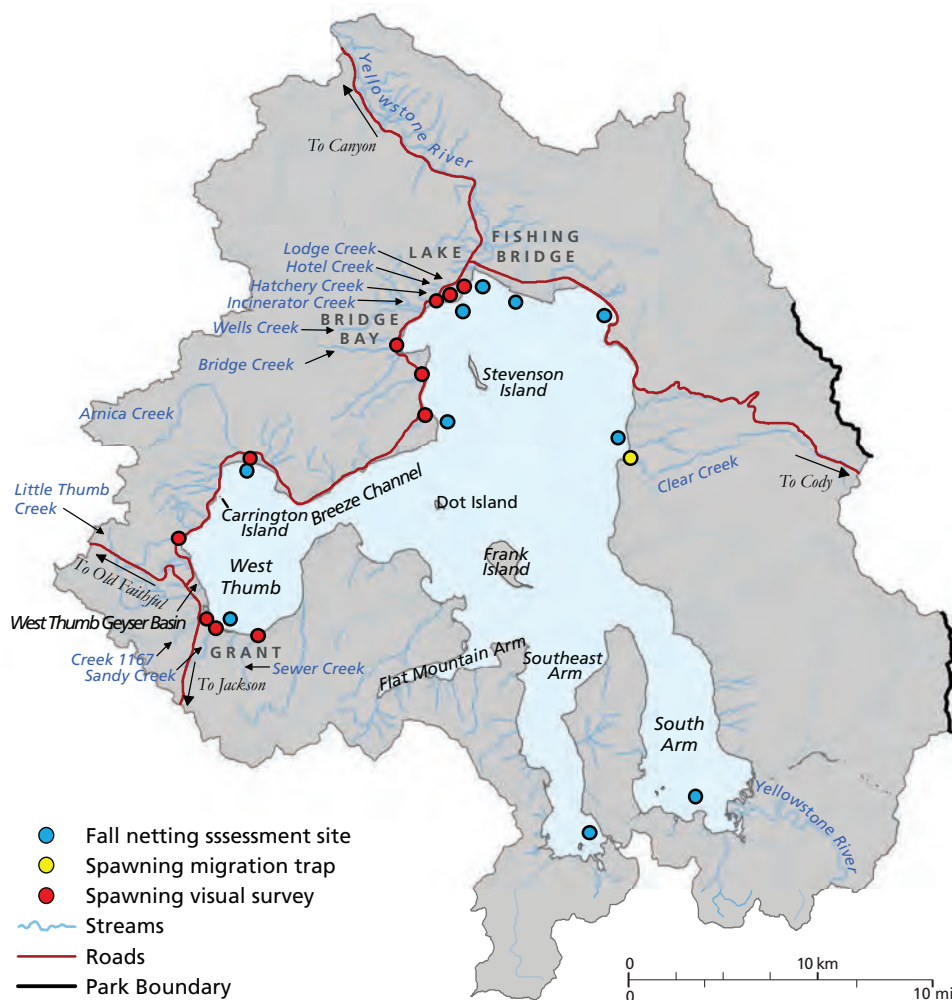 Yellowstone River
To Canyon
FISHING
BRIDGE
LAKE
Lodge Creek
Hotel Creek
Hatchery Creek
Incinerator Creek
BRIDGE
BAY
Wells Creek
Bridge Creek
Stevenson
Island
Arnica Creek
Clear Creek
To Cody
Little Thumb
Creek
Carrington
Island
Breeze Channel
Dot Island
Frank
Island
West
Thumb
To Old Faithful
West Thumb Geyser Basin
Creek 1167
Sandy Creek
GRANT
Sewer Creek
To Jackson
Flat Mountain Arm
Southeast
Arm
South
Arm
Yellowstone River
Fall netting sssessment site
Spawning migration trap
Spawning visual survey
Streams
Roads
Park Boundary
0 10 km
0 10 mi